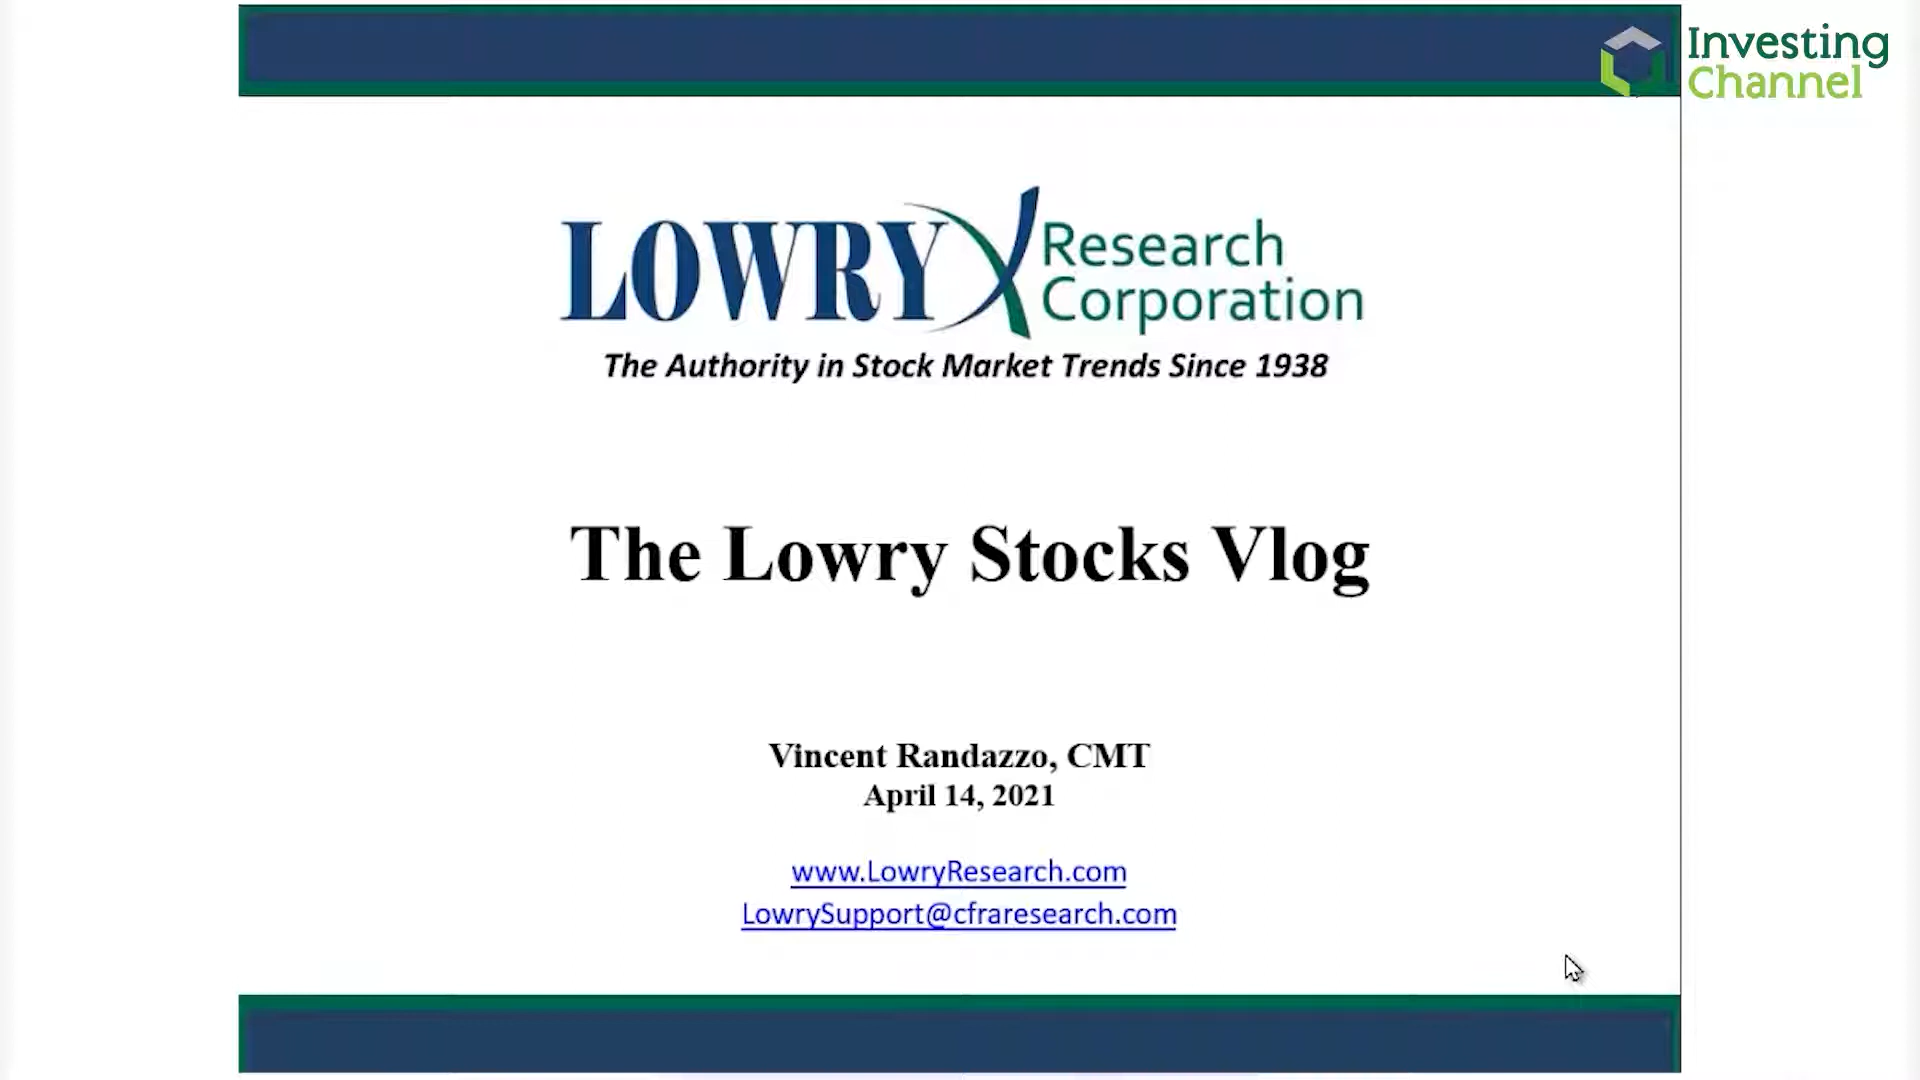 Investing
Channel
LOWRY Research
Corporation
The Authority in Stock Market Trends Since 1938
The Lowry Stocks Vlog
Vincent Randazzo, CMT
April 14, 2021
www.LowryResearch.com
LowrySupport@cfraresearch.com